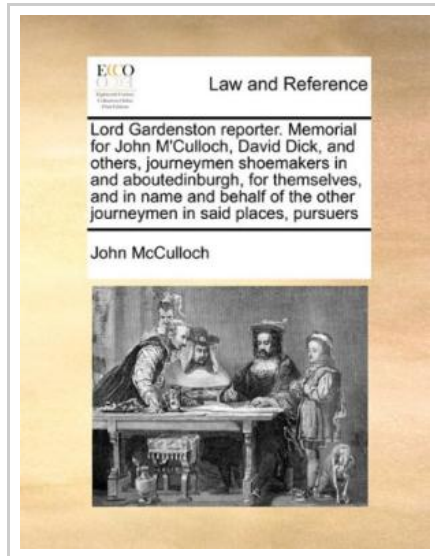 ECCO
Law and Reference
Lord Gardenston reporter. Memorial
for John M'Culloch, David Dick, and
others, journeymen shoemakers in
and aboutedinburgh, for themselves,
and in name and behalf of the other
journeymen in said places, pursuers
John McCulloch